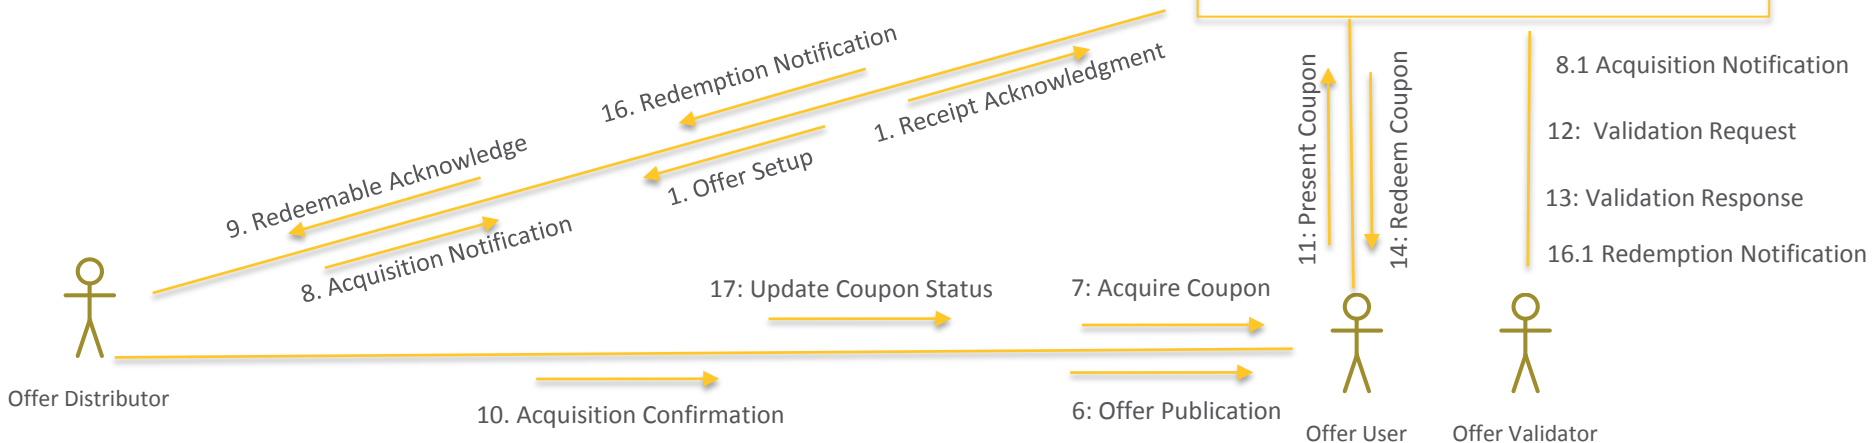 16. Redemption Notification
1. Receipt Acknowledgment
9. Redeemable Acknowledge
1. Offer Setup
8. Acquisition Notification
11: Present Coupon
14: Redeem Coupon
8.1 Acquisition Notification
12:  Validation Request
13: Validation Response
16.1 Redemption Notification
17: Update Coupon Status
7: Acquire Coupon
10. Acquisition Confirmation
6: Offer Publication
Offer Distributor
Offer User
Offer Validator